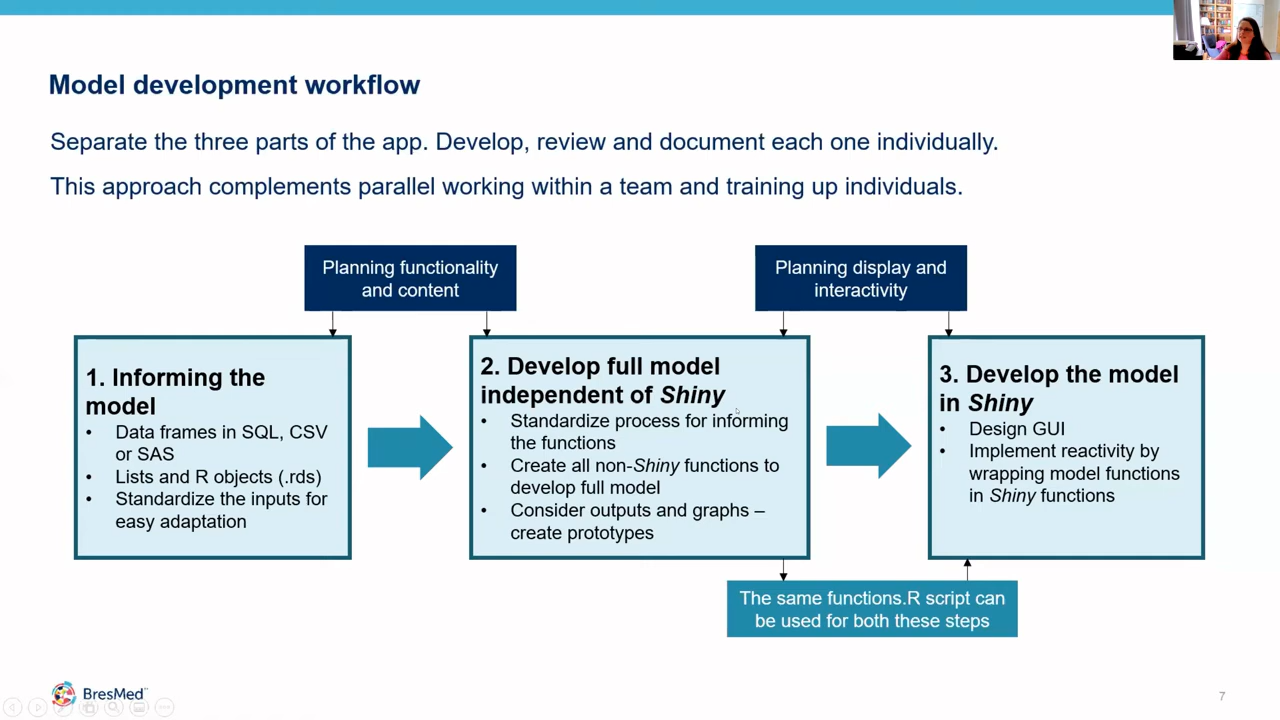 Model development workflow
Separate the three parts of the app. Develop, review and document each one individually.
This approach complements parallel working within a team and training up individuals.
Planning functionality
and content
Planning display and
interactivity
1. Informing the
model
• Data frames in SQL, CSV
or SAS
• Lists and R objects (.rds)
• Standardize the inputs for
easy adaptation
2. Develop full model
independent of Shiny
• Standardize process for informing
the functions
• Create all non-Shiny functions to
develop full model
• Consider outputs and graphs –
create prototypes
3. Develop the model
in Shiny
• Design GUI
• Implement reactivity by
wrapping model functions
in Shiny functions
The same functions.R script can
be used for both these steps
BresMed
7